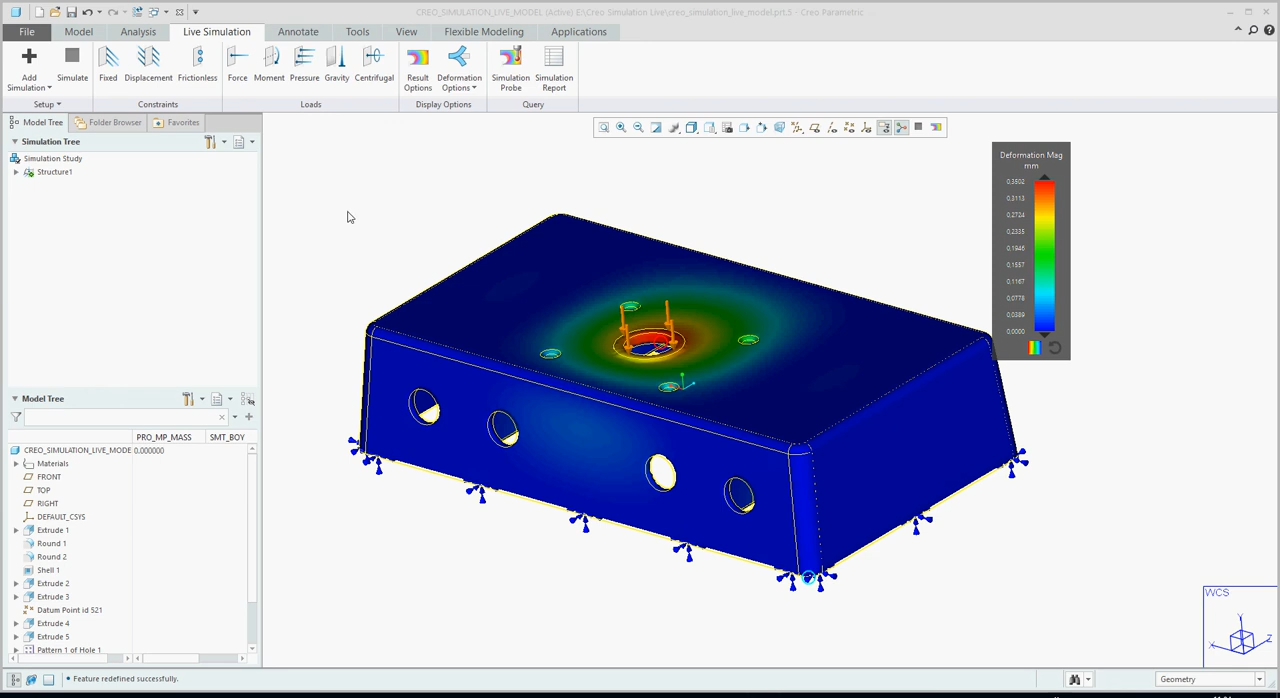 CREO_SIMULATION_LIVE_MODEL (Active) E:\Creo Simulation Live\creo_simulation_live_model.prt.5 - Creo Parametric
File Model Analysis Live Simulation Annotate Tools View Flexible Modeling Applications
Add Simulation Simulate Fixed Displacement Frictionless Force Moment Pressure Gravity Centrifugal Result Options Deformation Options Simulation Probe Simulation Report
Setup Constraints Loads Display Options Query
Model Tree Folder Browser Favorites
Simulation Tree
Simulation Study
Structure1
Deformation Mag
mm
0,3502
0,3113
0,2724
0,2335
0,1946
0,1557
0,1167
0,0778
0,0389
0,0000
Model Tree
PRO_MP_MASS SMT_BOY
CREO_SIMULATION_LIVE_MODE 0,000000
Materials
FRONT
TOP
RIGHT
DEFAULT_CSYS
Extrude 1
Round 1
Round 2
Shell 1
Extrude 2
Extrude 3
Datum Point id 521
Extrude 4
Extrude 5
Pattern 1 of Hole 1
WCS
Y
X
Z
• Feature redefined successfully.
Geometry